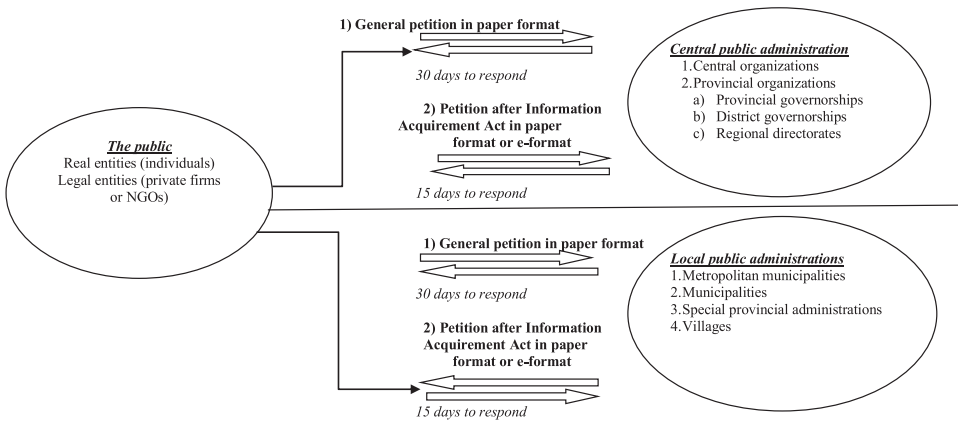 1) General petition in paper format
30 days to respond
2) Petition after Information
Acquirement Act in paper
format or e-format
15 days to respond
Central public administration
1.Central organizations
2.Provincial organizations
a) Provincial governorships
b) District governorships
c) Regional directorates
The public
Real entities (individuals)
Legal entities (private firms
or NGOs)
1) General petition in paper format
30 days to respond
2) Petition after Information
Acquirement Act in paper
format or e-format
15 days to respond
Local public administrations
1.Metropolitan municipalities
2.Municipalities
3.Special provincial administrations
4.Villages